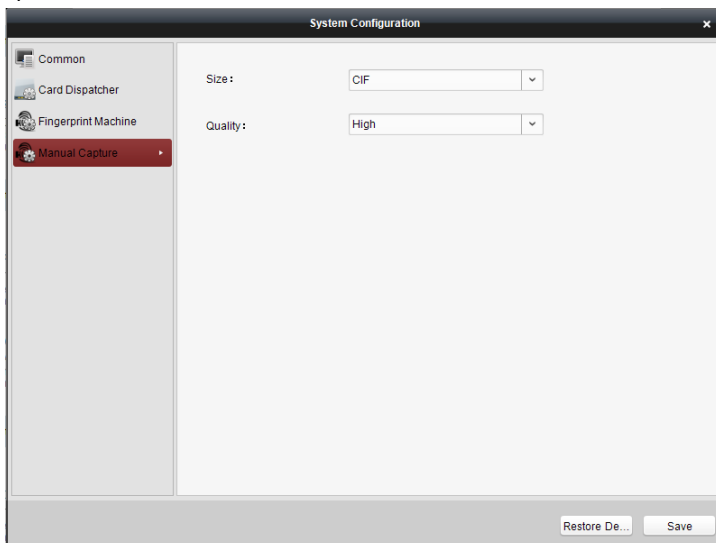 System Configuration
Common
Card Dispatcher
Fingerprint Machine
Manual Capture
Size:
CIF
Quality:
High
Restore De...
Save